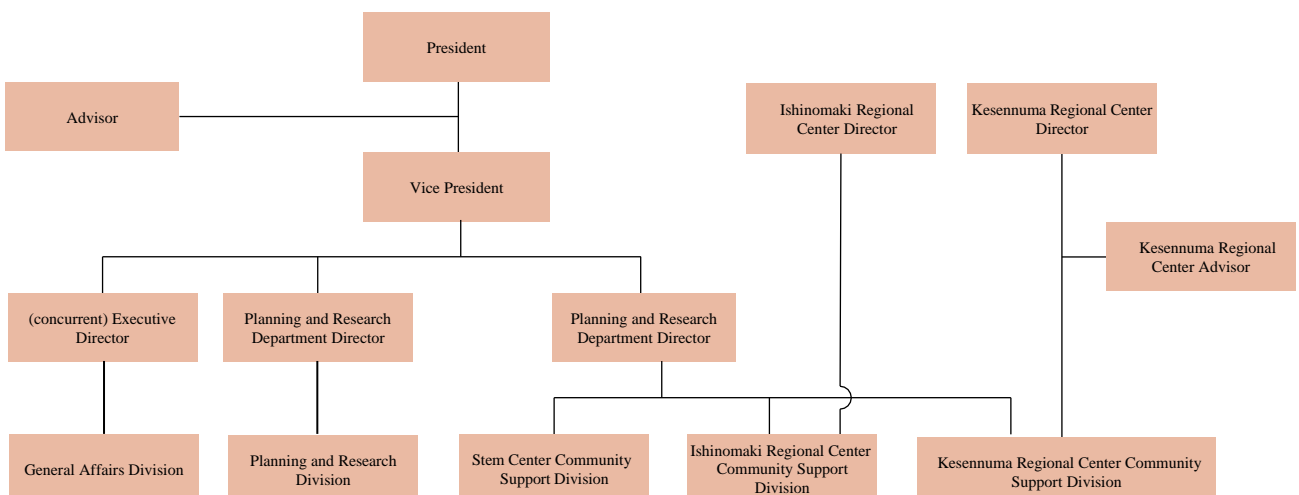 President
Advisor
Ishinomaki Regional
Center Director
Kesennuma Regional Center
Director
Vice President
Kesennuma Regional
Center Advisor
(concurrent) Executive
Director
Planning and Research
Department Director
Planning and Research
Department Director
General Affairs Division
Planning and Research
Division
Stem Center Community
Support Division
Ishinomaki Regional Center
Community Support
Division
Kesennuma Regional Center Community
Support Division